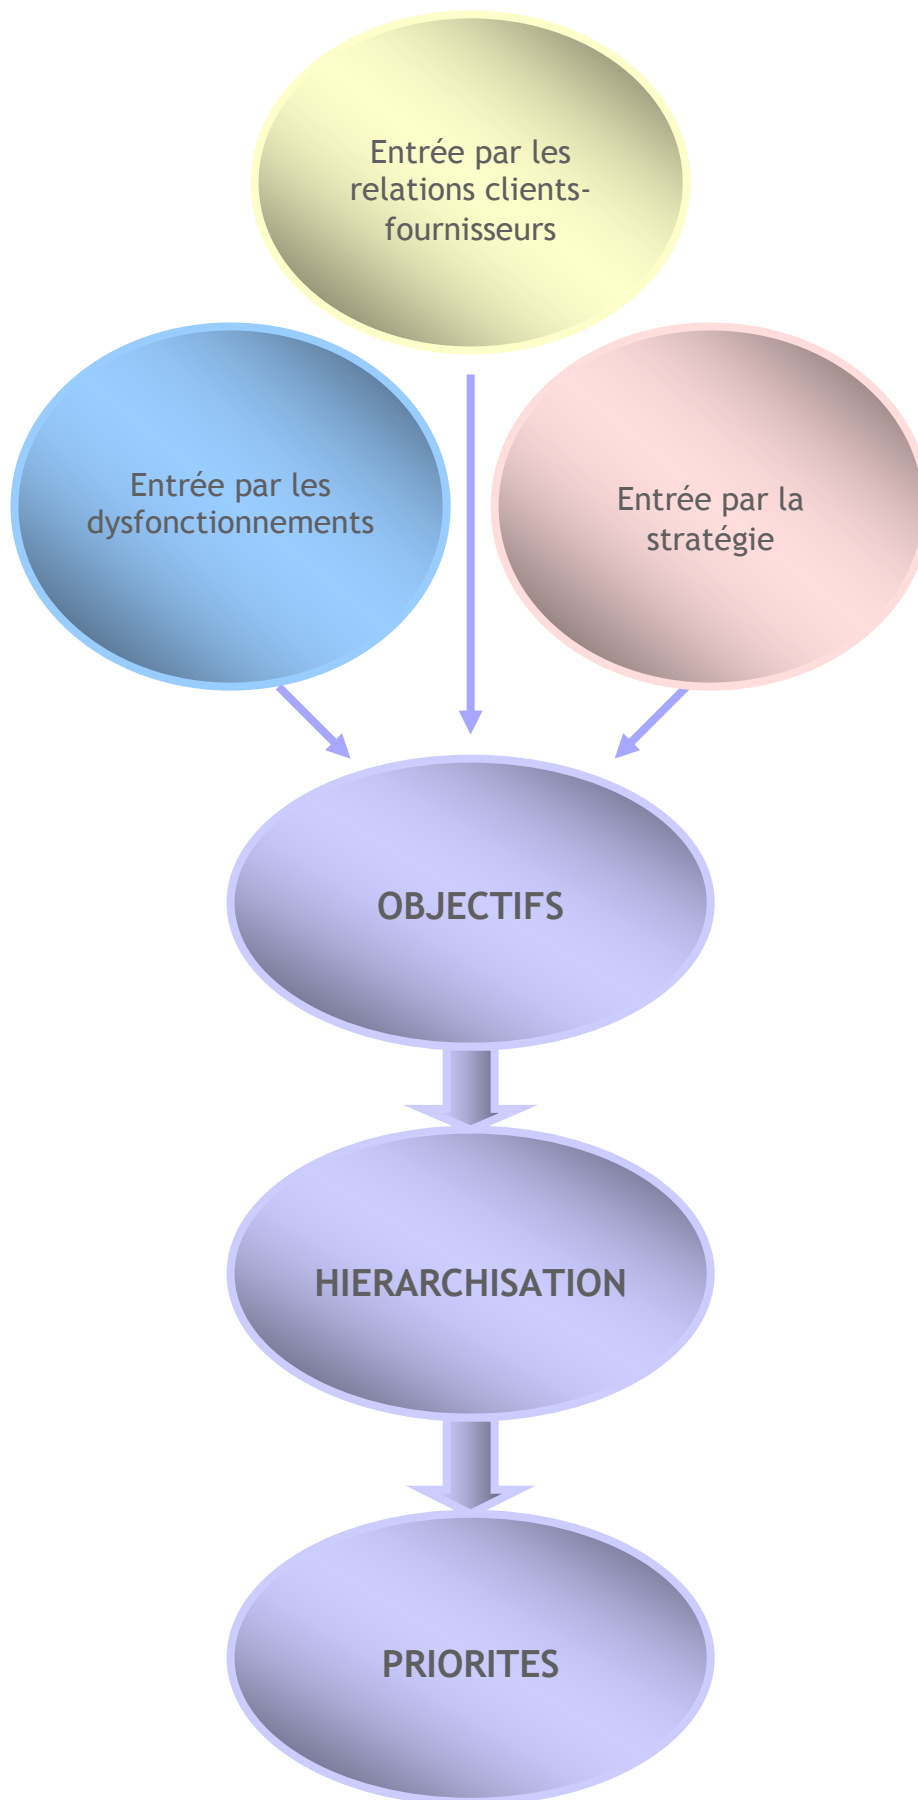 Entrée par les
relations clients-
fournisseurs
Entrée par les
dysfonctionnements
Entrée par la
stratégie
OBJECTIFS
HIERARCHISATION
PRIORITES